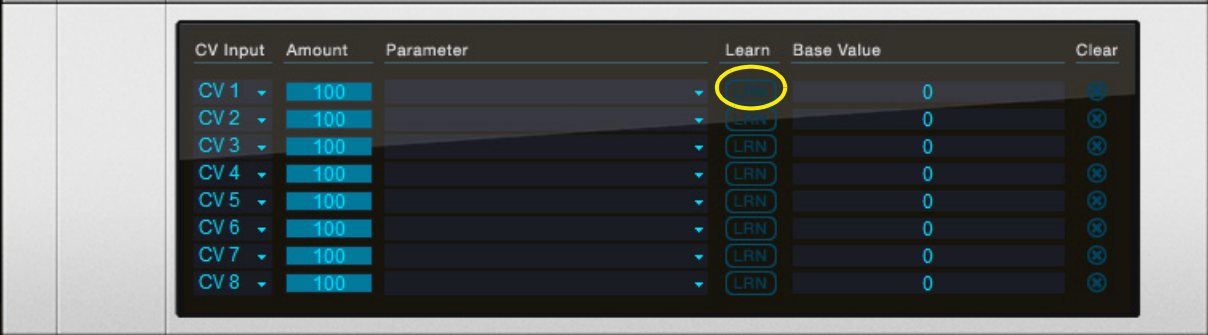 CV Input Amount Parameter Learn Base Value Clear
CV 1 100 LRN 0
CV 2 100 LRN 0
CV 3 100 LRN 0
CV 4 100 LRN 0
CV 5 100 LRN 0
CV 6 100 LRN 0
CV 7 100 LRN 0
CV 8 100 LRN 0